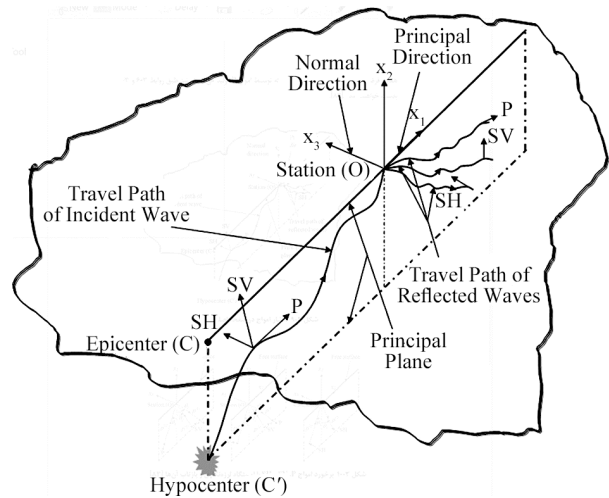 Principal
Direction
Normal
Direction
x₂
x₁
P
SV
x₃
Station (O)
SH
Travel Path
of Incident Wave
Travel Path of
Reflected Waves
SV
P
SH
Epicenter (C)
Principal
Plane
Hypocenter (C′)